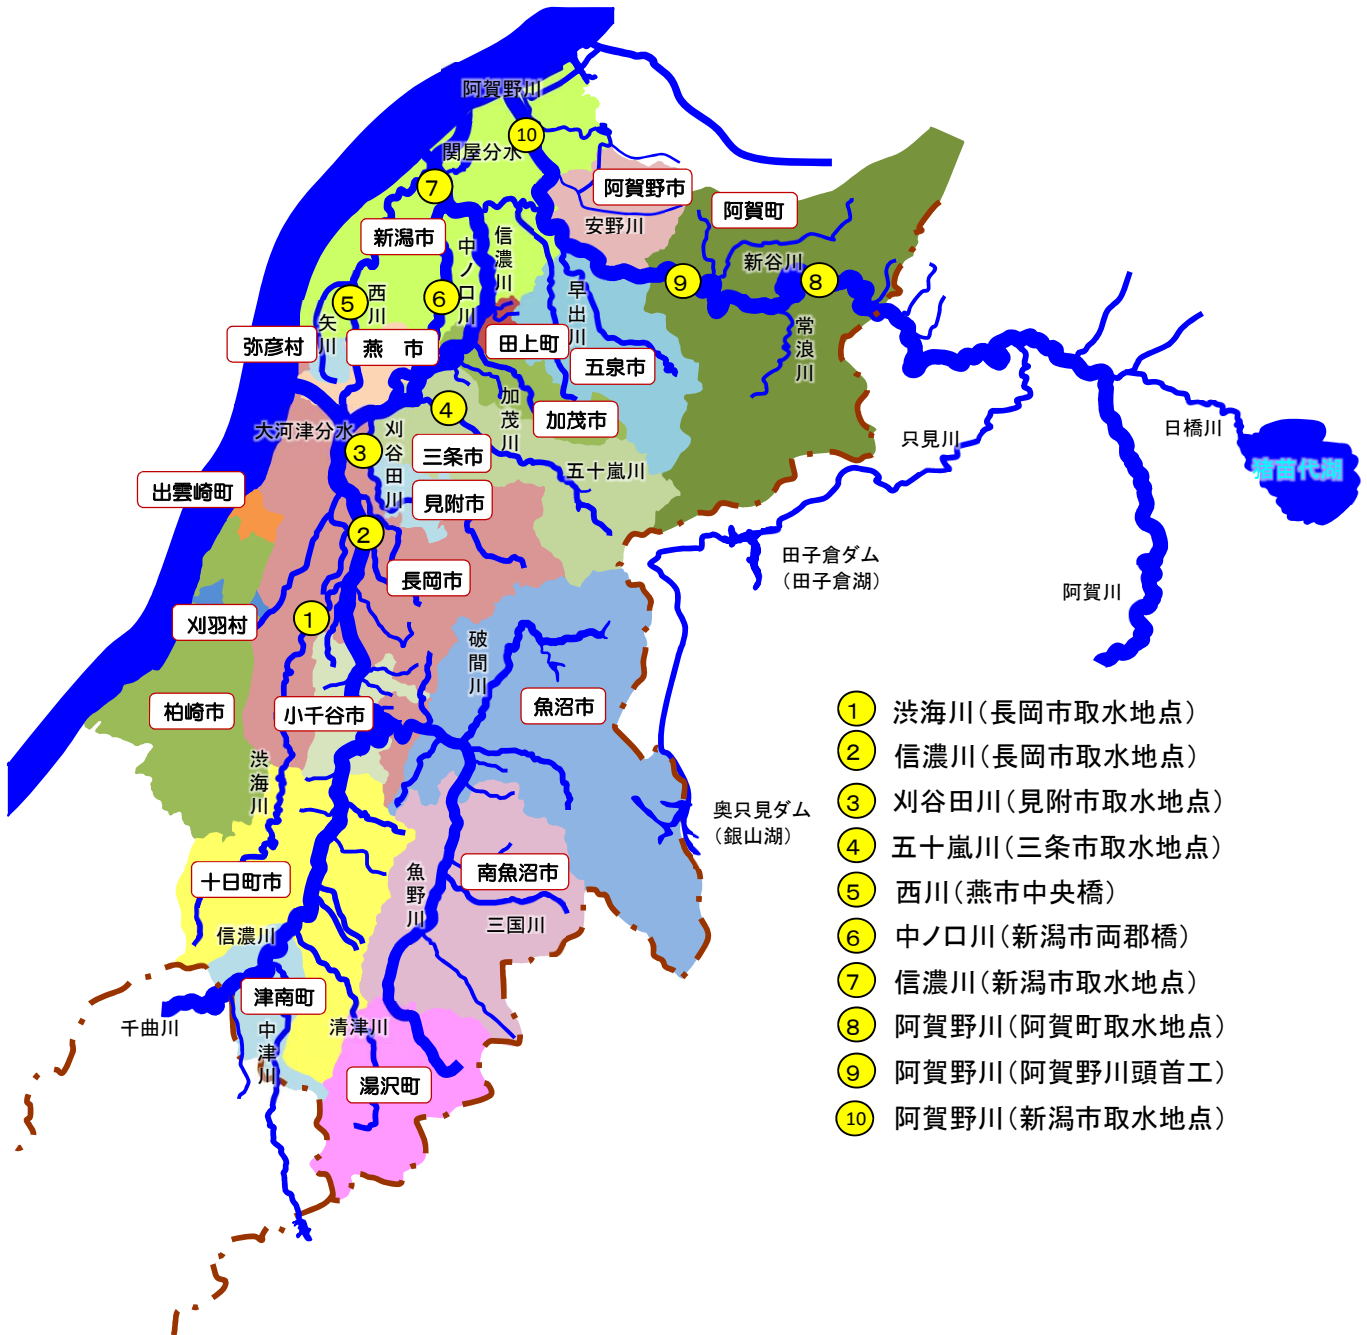 阿賀野川
⑩
関屋分水
⑦
阿賀野市
阿賀町
安野川
新潟市
信濃川
中ノ口川
新谷川
⑨
⑧
西川
⑤
⑥
早出川
矢川
常浪川
弥彦村
燕 市
田上町
五泉市
加茂川
④
加茂市
大河津分水
刈谷田川
③
三条市
五十嵐川
只見川
日橋川
猪苗代湖
出雲崎町
見附市
②
田子倉ダム
(田子倉湖)
長岡市
阿賀川
刈羽村
①
破間川
柏崎市
小千谷市
魚沼市
渋海川
奥只見ダム
(銀山湖)
十日町市
魚野川
南魚沼市
三国川
信濃川
津南町
千曲川
中津川
清津川
湯沢町
① 渋海川(長岡市取水地点)
② 信濃川(長岡市取水地点)
③ 刈谷田川(見附市取水地点)
④ 五十嵐川(三条市取水地点)
⑤ 西川(燕市中央橋)
⑥ 中ノ口川(新潟市両郡橋)
⑦ 信濃川(新潟市取水地点)
⑧ 阿賀野川(阿賀町取水地点)
⑨ 阿賀野川(阿賀野川頭首工)
⑩ 阿賀野川(新潟市取水地点)